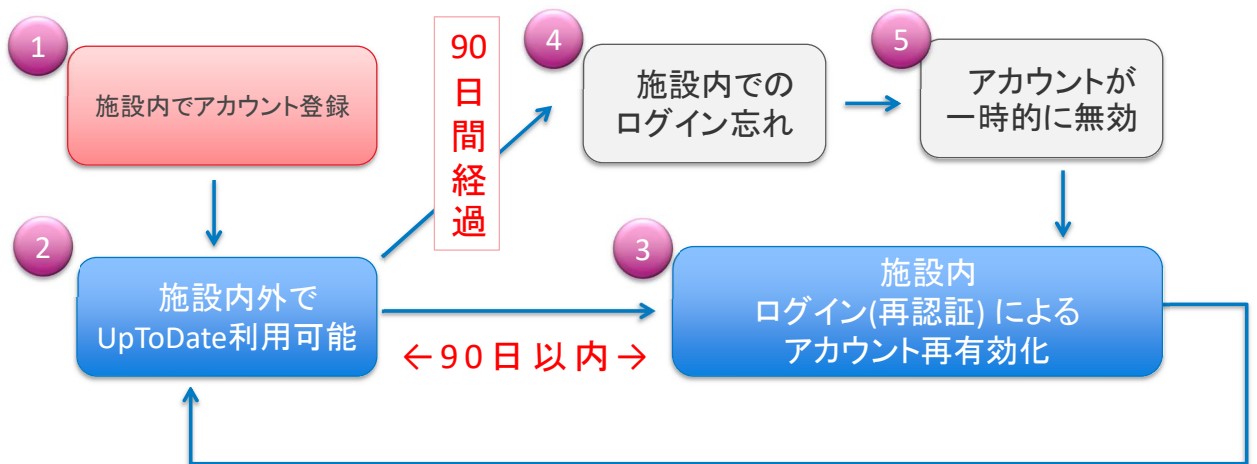 1
施設内でアカウント登録
2
施設内外で
UpToDate利用可能
90
日
間
経
過
←90日以内→
3
施設内
ログイン(再認証) による
アカウント再有効化
4
施設内での
ログイン忘れ
5
アカウントが
一時的に無効